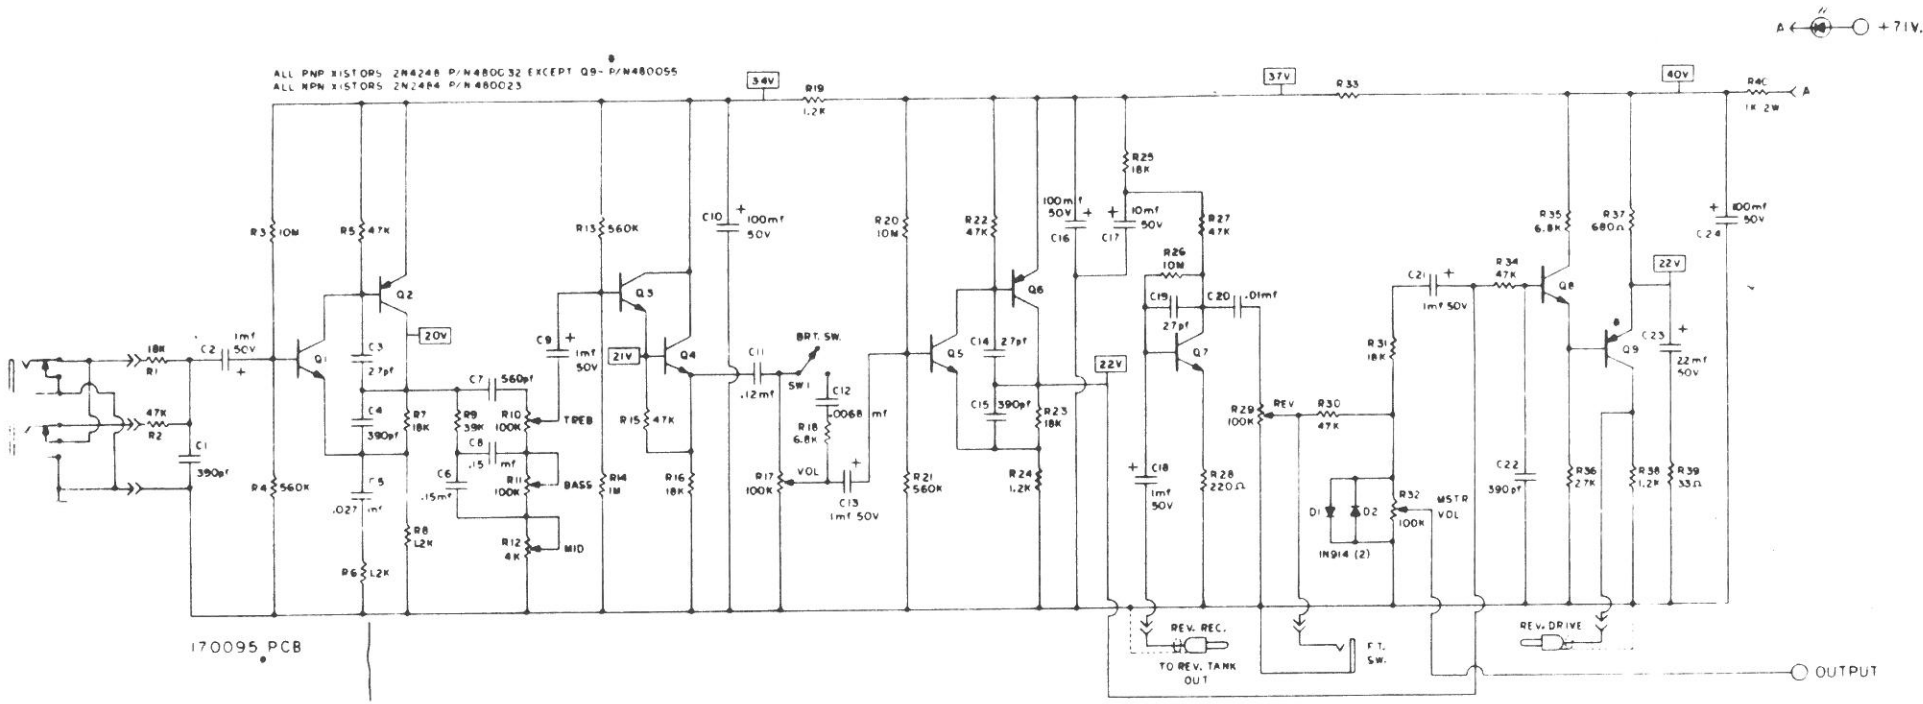 A
+71V.
ALL PNP XISTORS 2N4248 P/N480032 EXCEPT Q9- P/N480055
ALL NPN XISTORS 2N2484 P/N480023
34V
R19
1.2K
37V
R33
40V
R40
1K 2W
A
R3
10M
R5
47K
Q2
20V
R13
560K
C10
+
100mf
50V
R20
10M
R22
47K
Q6
100mf
50V
+
C16
R25
18K
+
10mf
50V
C17
R27
47K
R26
10M
C19
27pf
C20
.01mf
R35
6.8K
R37
680Ω
22V
+
100mf
50V
C24
C21
+
1mf 50V
R34
47K
Q8
Q9
C23
+
22mf
50V
18K
R1
C2
1mf
50V
+
Q1
C3
27pf
Q3
C9
+
1mf
50V
21V
Q4
C11
.12mf
BRT. SW.
SW1
C12
.0068 mf
Q5
C14
27pf
22V
Q7
R31
18K
47K
R2
C1
390pf
C4
390pf
R7
18K
C7
560pf
R9
39K
R10
100K
TREB
C8
.15 mf
R15
47K
R18
6.8K
C15
390pf
R23
18K
R29
100K
REV
R30
47K
R4
560K
C5
.027 mf
C6
.15mf
R11
100K
BASS
R14
1M
R16
18K
R17
100K
VOL
+
C13
1mf 50V
R21
560K
R24
1.2K
+
C18
1mf
50V
R28
220Ω
D1
D2
1N914 (2)
R32
100K
MSTR
VOL
C22
390pf
R36
27K
R38
1.2K
R39
33Ω
R6
1.2K
R8
1.2K
R12
4K
MID
170095 PCB
REV. REC.
TO REV. TANK
OUT
F.T.
SW.
REV. DRIVE
OUTPUT